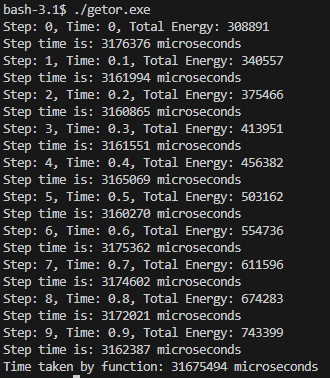 bash-3.1$ ./getor.exe
Step: 0, Time: 0, Total Energy: 308891
Step time is: 3176376 microseconds
Step: 1, Time: 0.1, Total Energy: 340557
Step time is: 3161994 microseconds
Step: 2, Time: 0.2, Total Energy: 375466
Step time is: 3160865 microseconds
Step: 3, Time: 0.3, Total Energy: 413951
Step time is: 3161551 microseconds
Step: 4, Time: 0.4, Total Energy: 456382
Step time is: 3165069 microseconds
Step: 5, Time: 0.5, Total Energy: 503162
Step time is: 3160270 microseconds
Step: 6, Time: 0.6, Total Energy: 554736
Step time is: 3175362 microseconds
Step: 7, Time: 0.7, Total Energy: 611596
Step time is: 3174602 microseconds
Step: 8, Time: 0.8, Total Energy: 674283
Step time is: 3172021 microseconds
Step: 9, Time: 0.9, Total Energy: 743399
Step time is: 3162387 microseconds
Time taken by function: 31675494 microseconds